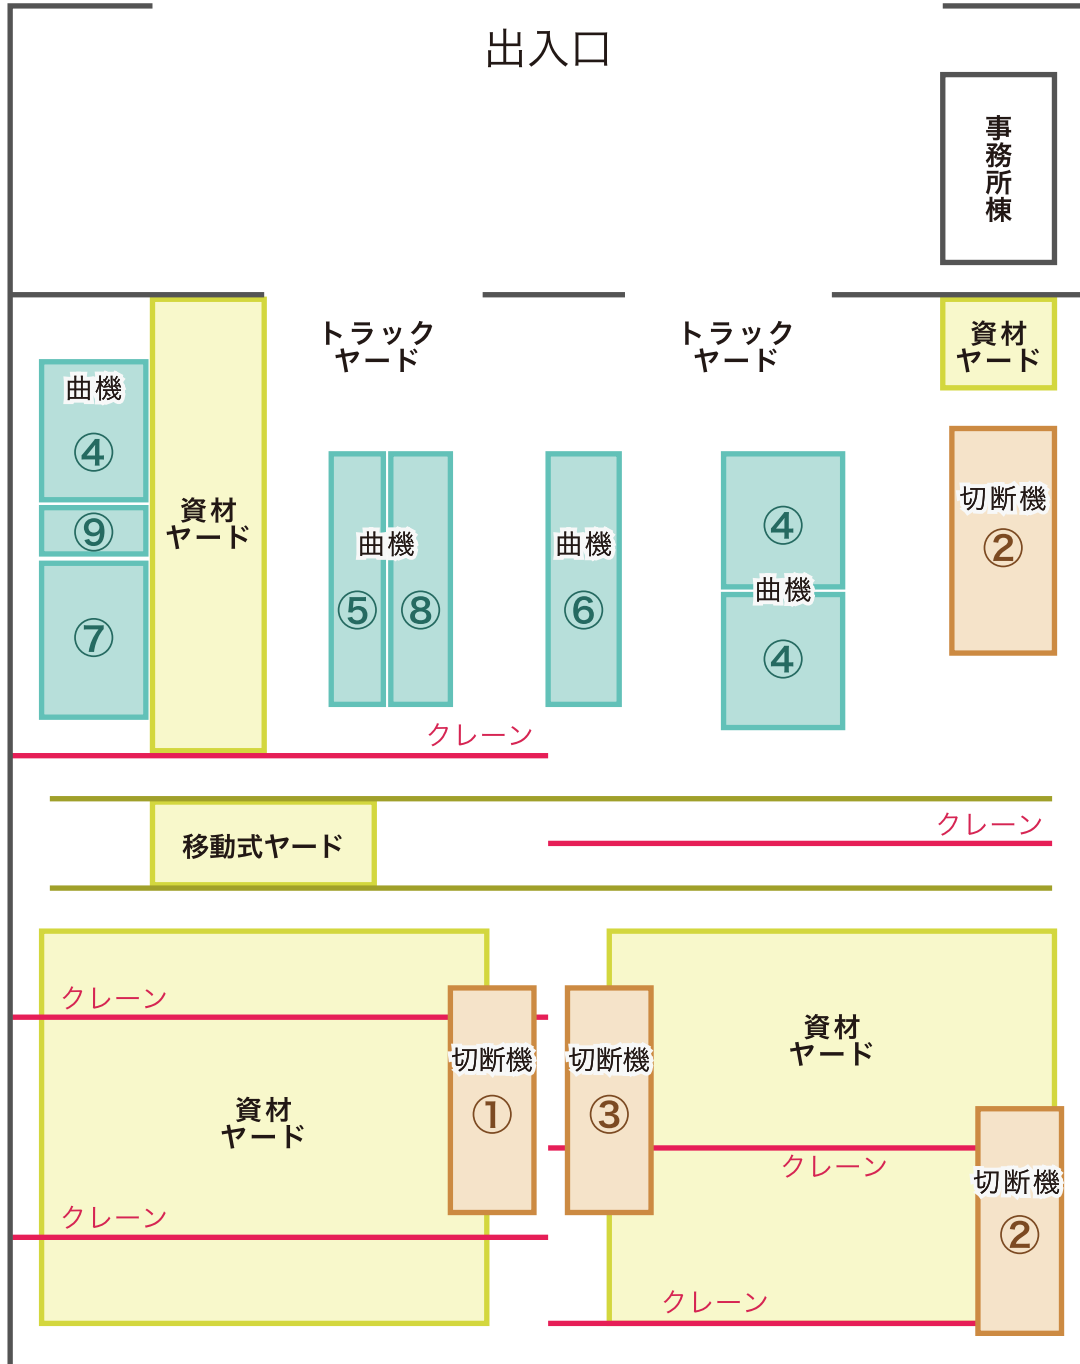 出入口
事務所棟
トラック
ヤード
トラック
ヤード
資材
ヤード
曲機
④
⑨
⑦
資材
ヤード
曲機
⑤
⑧
曲機
⑥
④
曲機
④
切断機
②
クレーン
クレーン
移動式ヤード
クレーン
資材
ヤード
クレーン
切断機
①
切断機
③
資材
ヤード
クレーン
切断機
②
クレーン